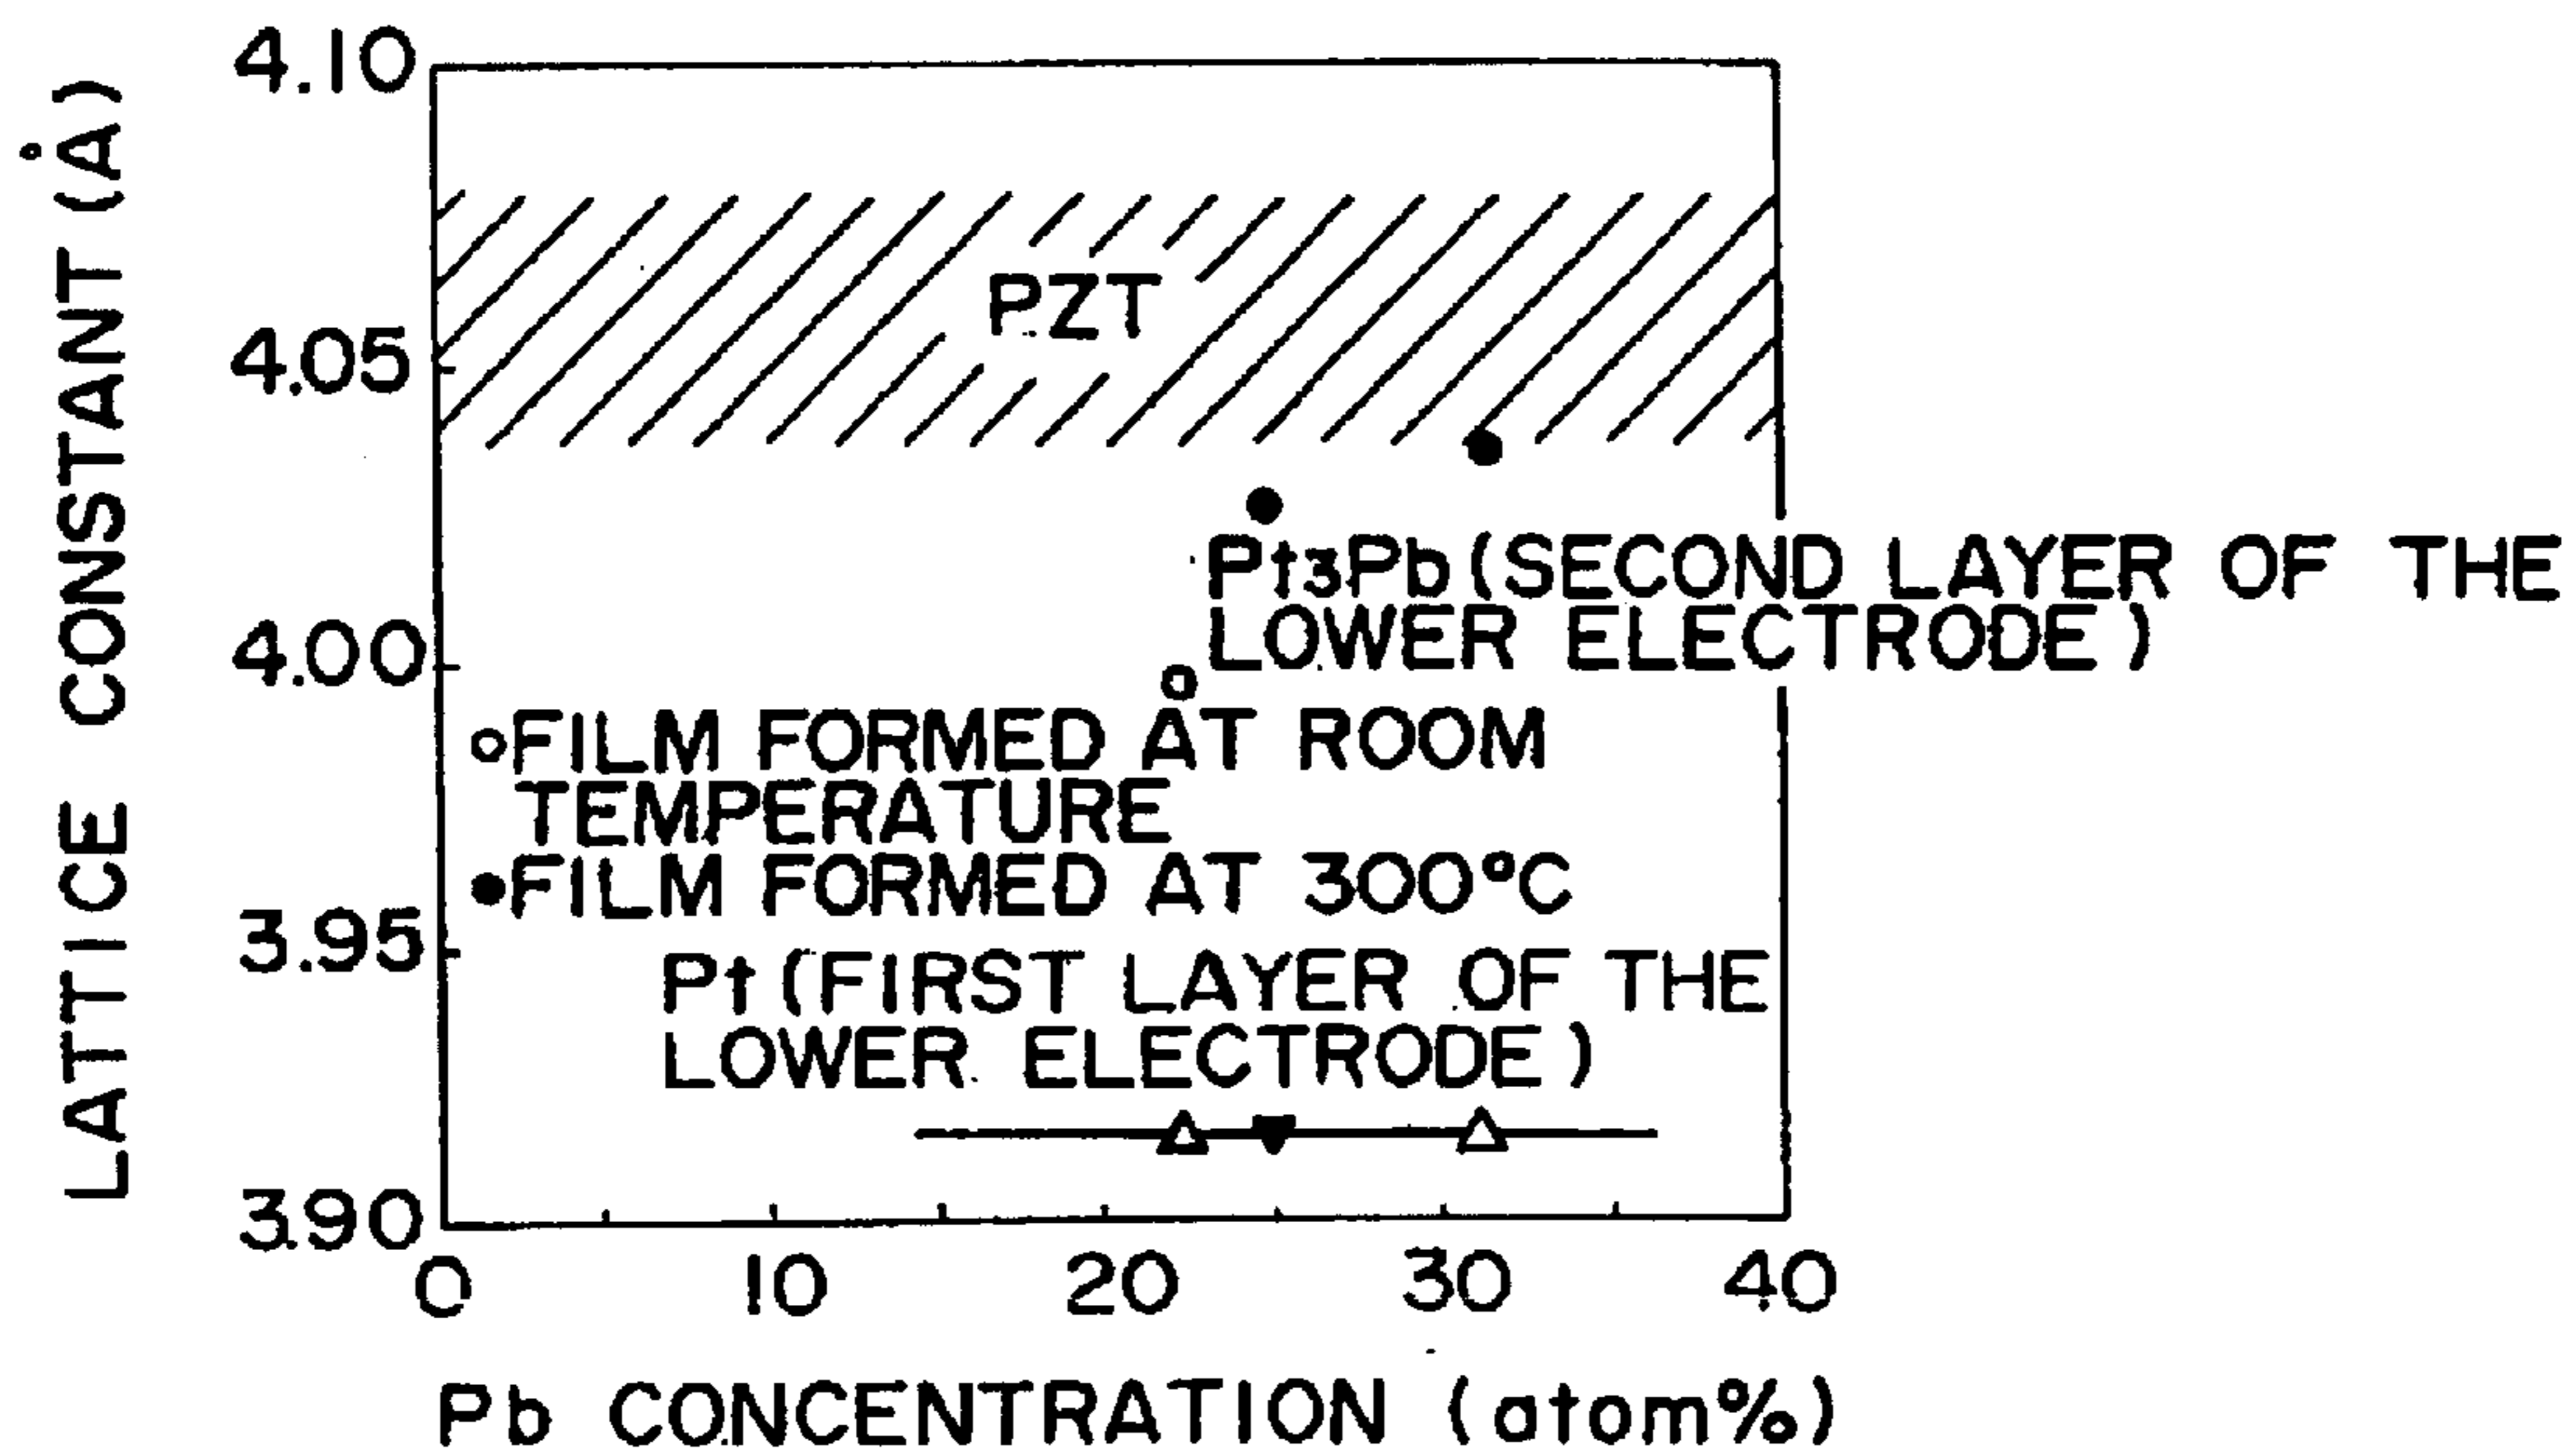 4.10
4.05
4.00
3.95
3.90
LATTICE CONSTANT (Å)
PZT
Pt3Pb (SECOND LAYER OF THE
LOWER ELECTRODE)
FILM FORMED AT ROOM
TEMPERATURE
FILM FORMED AT 300°C
Pt (FIRST LAYER OF THE
LOWER ELECTRODE)
0 10 20 30 40
Pb CONCENTRATION (atom%)